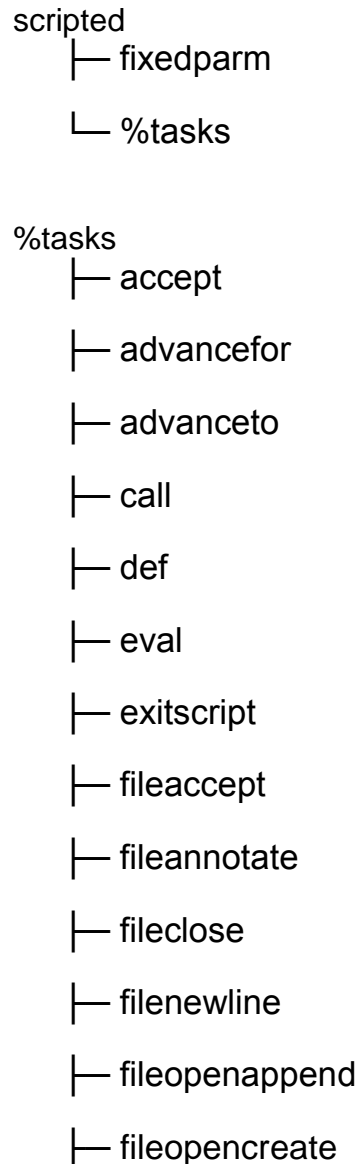 scripted
fixedparm
%tasks
%tasks
accept
advancefor
advanceto
call
def
eval
exitscript
fileaccept
fileannotate
fileclose
filenewline
fileopenappend
fileopencreate